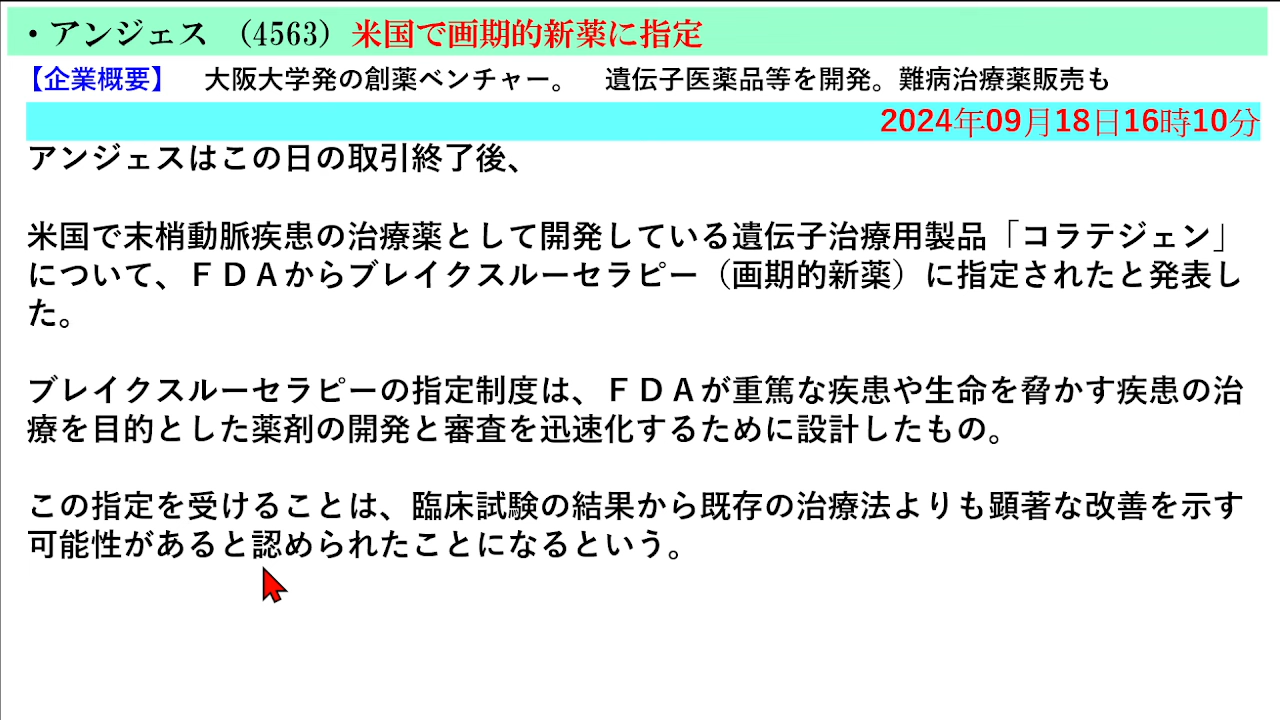 ・アンジェス （4563）米国で画期的新薬に指定
【企業概要】 大阪大学発の創薬ベンチャー。 遺伝子医薬品等を開発。難病治療薬販売も
2024年09月18日16時10分
アンジェスはこの日の取引終了後、
米国で末梢動脈疾患の治療薬として開発している遺伝子治療用製品「コラテジェン」
について、ＦＤＡからブレイクスルーセラピー（画期的新薬）に指定されたと発表し
た。
ブレイクスルーセラピーの指定制度は、ＦＤＡが重篤な疾患や生命を脅かす疾患の治
療を目的とした薬剤の開発と審査を迅速化するために設計したもの。
この指定を受けることは、臨床試験の結果から既存の治療法よりも顕著な改善を示す
可能性があると認められたことになるという。